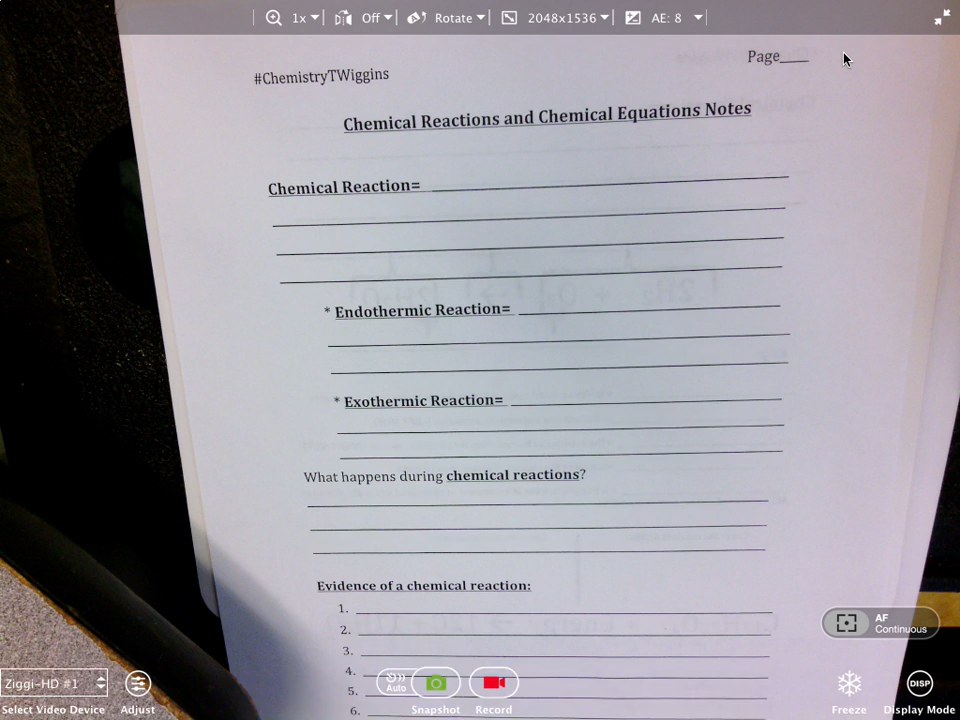 1x Off Rotate 2048x1536 AE: 8
Page____
#ChemistryTWiggins
Chemical Reactions and Chemical Equations Notes
Chemical Reaction=
* Endothermic Reaction=
* Exothermic Reaction=
What happens during chemical reactions?
Evidence of a chemical reaction:
1.
2.
3.
4.
5.
6.
AF
Continuous
Ziggi-HD #1
Auto
DISP
Select Video Device Adjust Snapshot Record Freeze Display Mode